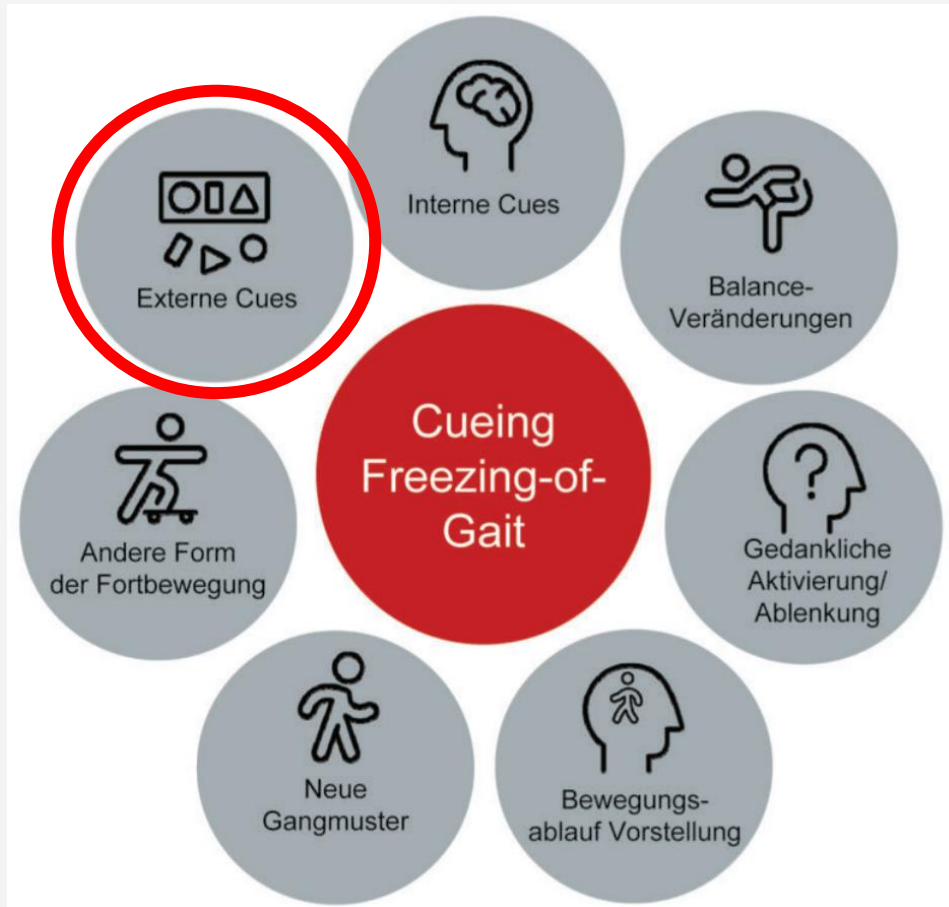 Interne Cues
Externe Cues
Balance-
Veränderungen
Cueing
Freezing-of-
Gait
Andere Form
der Fortbewegung
Gedankliche
Aktivierung/
Ablenkung
Neue
Gangmuster
Bewegungs-
ablauf Vorstellung